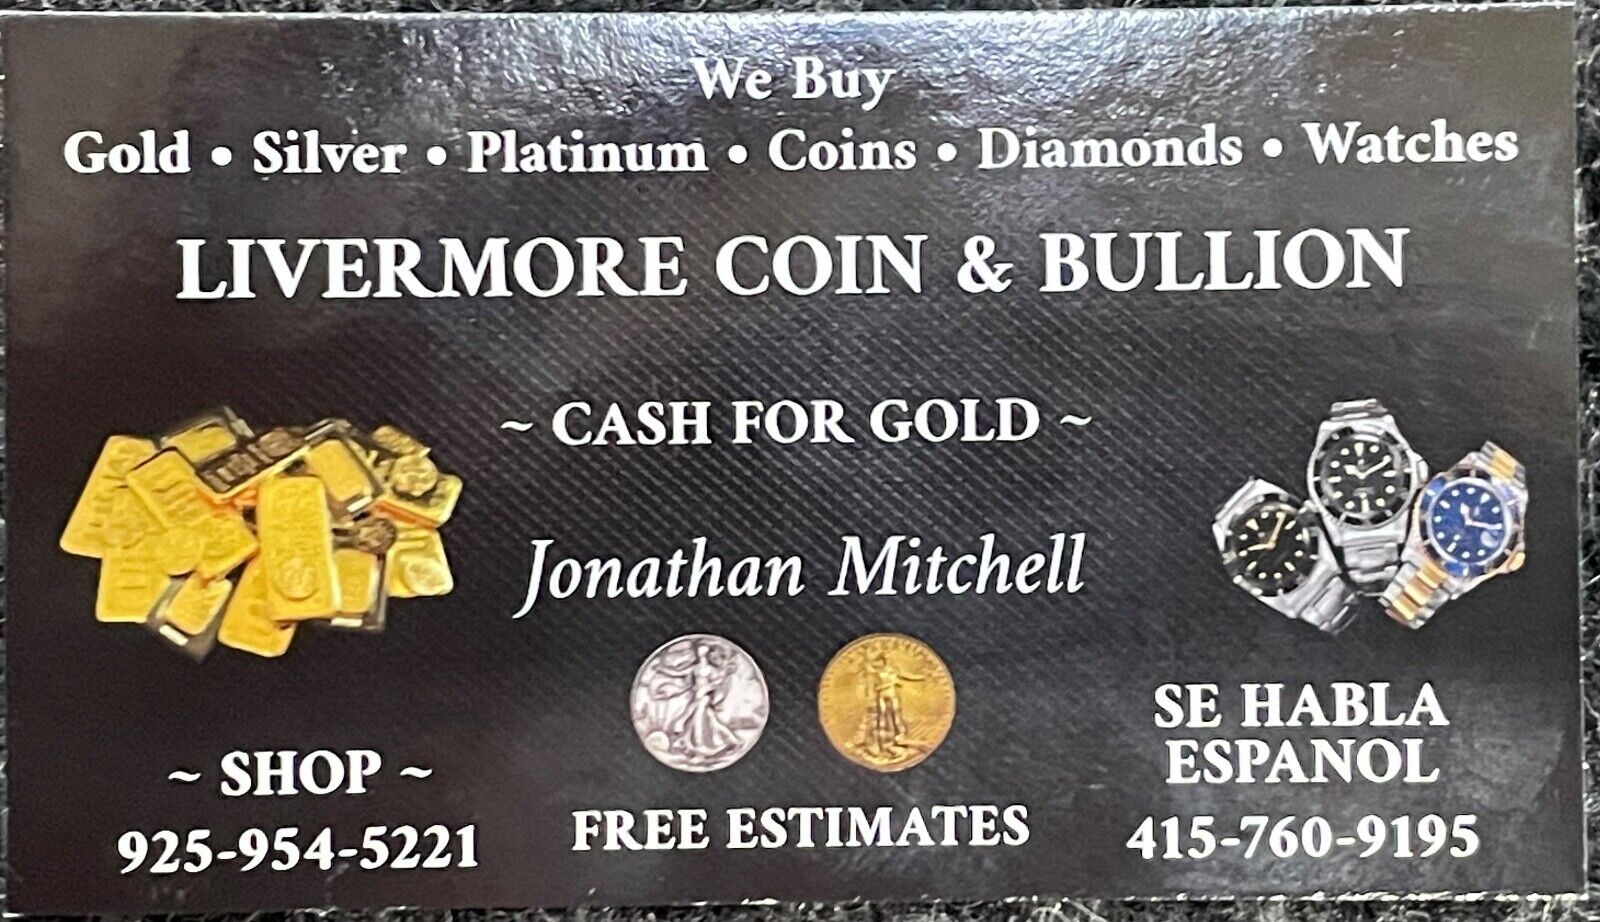 We Buy
Gold • Silver • Platinum • Coins • Diamonds • Watches
LIVERMORE COIN & BULLION
~ CASH FOR GOLD ~
Jonathan Mitchell
~ SHOP ~
925-954-5221
FREE ESTIMATES
SE HABLA
ESPANOL
415-760-9195